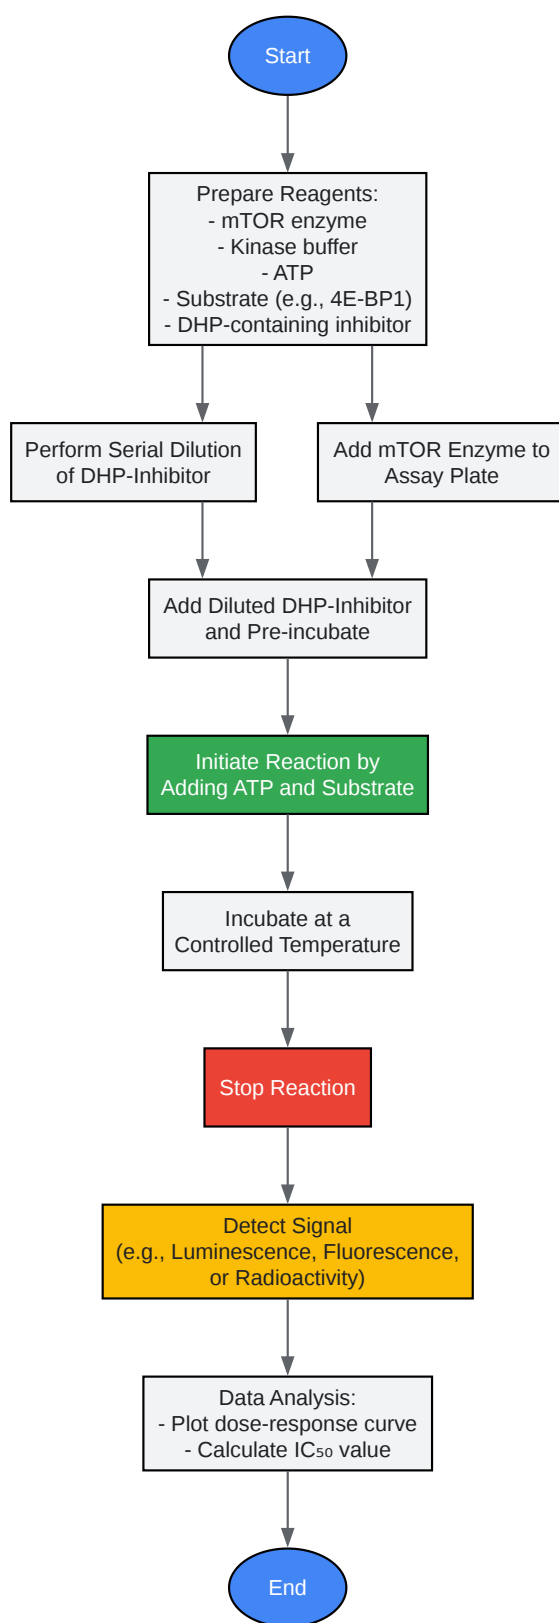 Start
Prepare Reagents:
- mTOR enzyme
- Kinase buffer
- ATP
- Substrate (e.g., 4E-BP1)
- DHP-containing inhibitor
Perform Serial Dilution
of DHP-Inhibitor
Add mTOR Enzyme to
Assay Plate
Add Diluted DHP-Inhibitor
and Pre-incubate
Initiate Reaction by
Adding ATP and Substrate
Incubate at a
Controlled Temperature
Stop Reaction
Detect Signal
(e.g., Luminescence, Fluorescence,
or Radioactivity)
Data Analysis:
- Plot dose-response curve
- Calculate IC₅₀ value
End